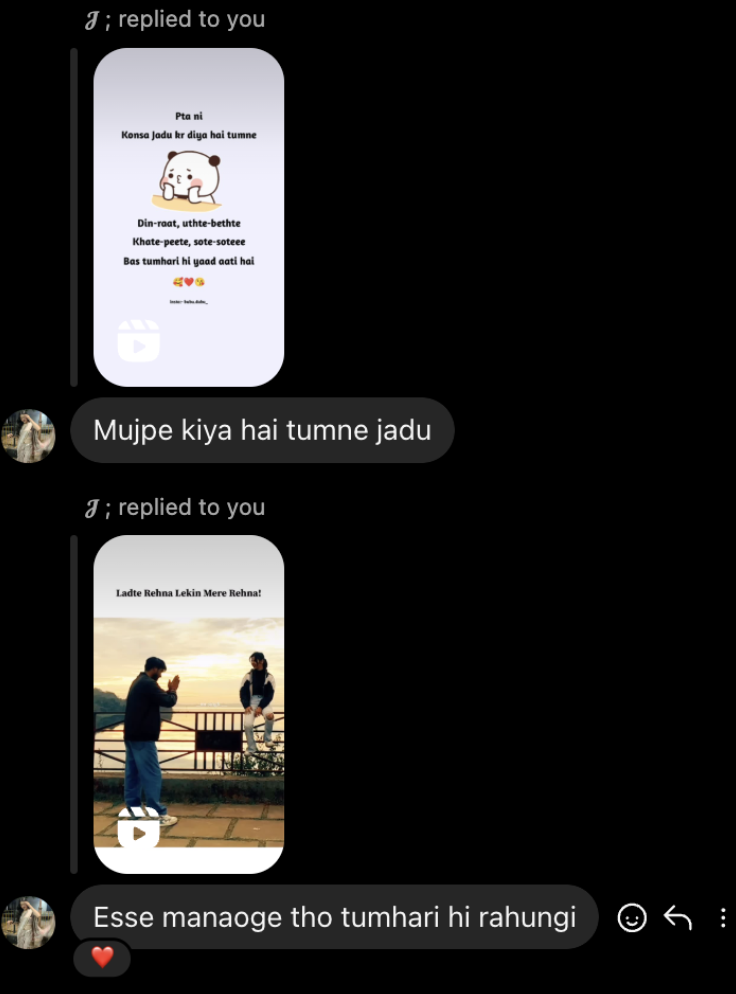 J ; replied to you
Pta ni
Konsa Jadu kr diya hai tumne
Din-raat, uthte-bethte
Khate-peete, sote-soteee
Bas tumhari hi yaad aati hai
🥰❤️😘
Mujpe kiya hai tumne jadu
J ; replied to you
Ladte Rehna Lekin Mere Rehna!
Esse manaoge tho tumhari hi rahungi
❤️